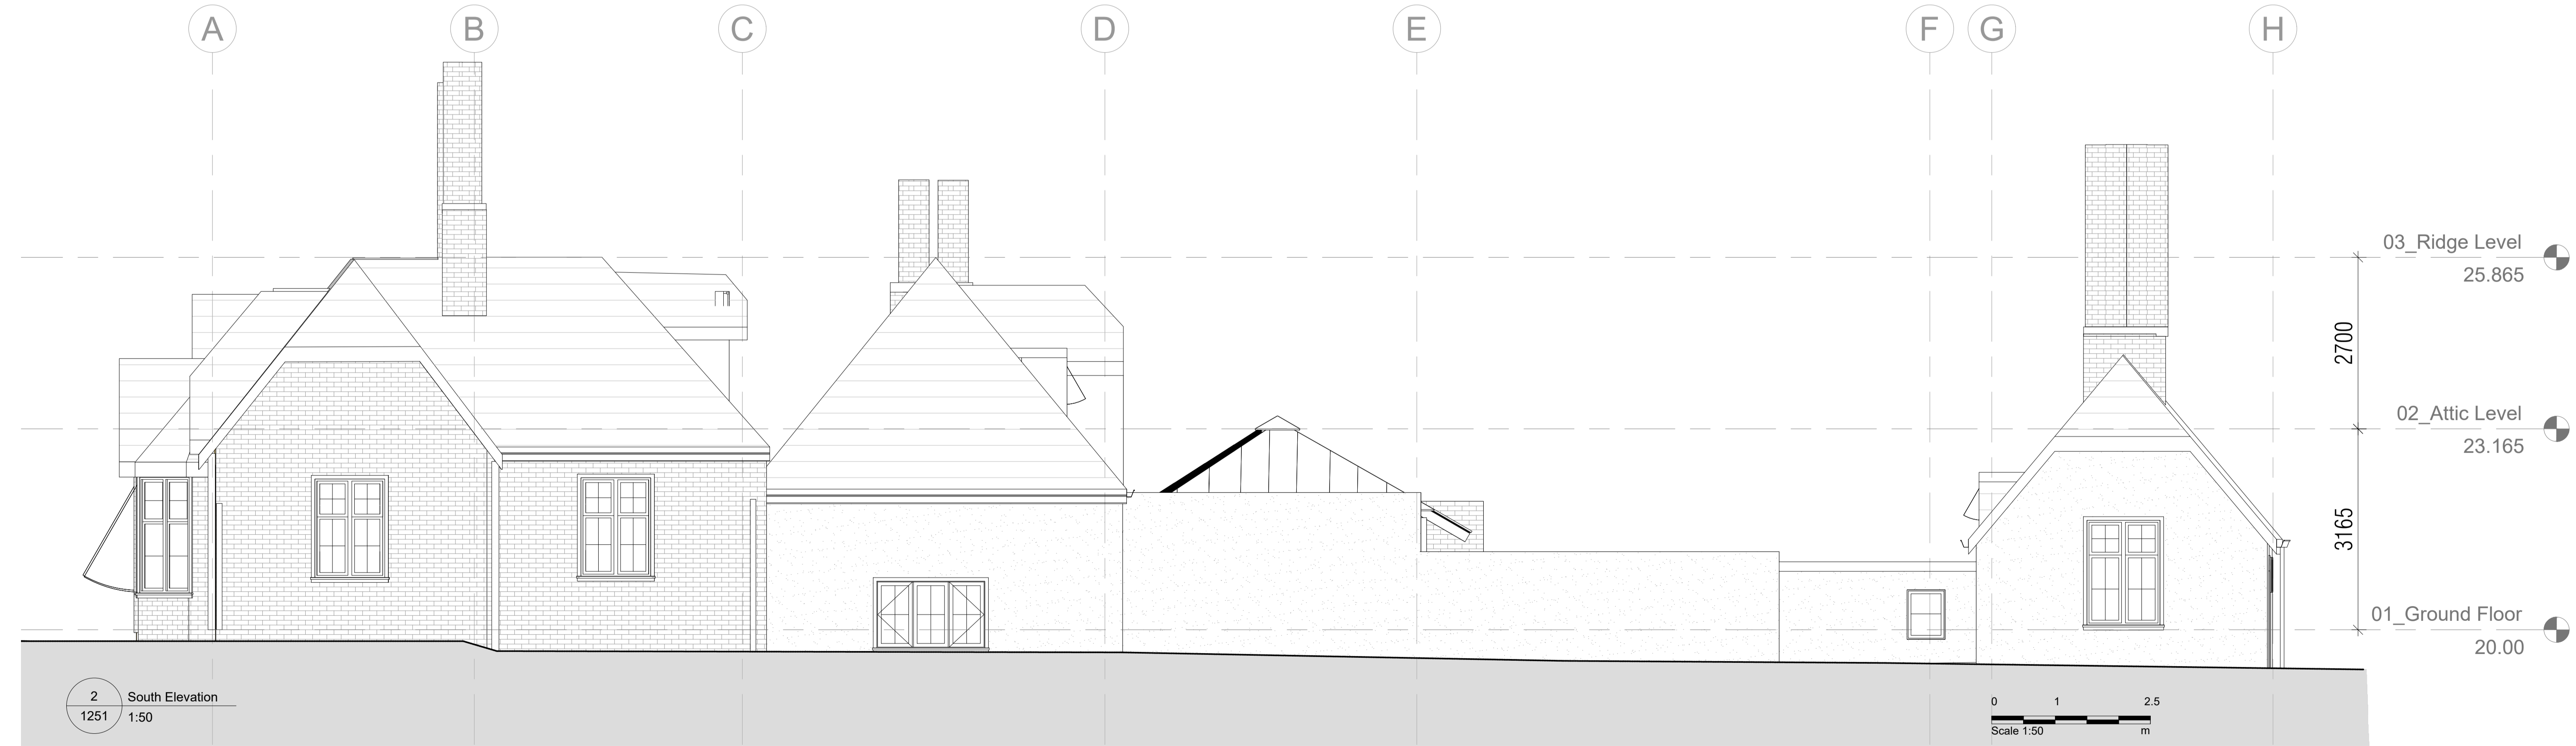 A B C D E F G H
03_Ridge Level
25.865
2700
02_Attic Level
23.165
3165
01_Ground Floor
20.00
2 South Elevation
1251 1:50
0 1 2.5
Scale 1:50 m